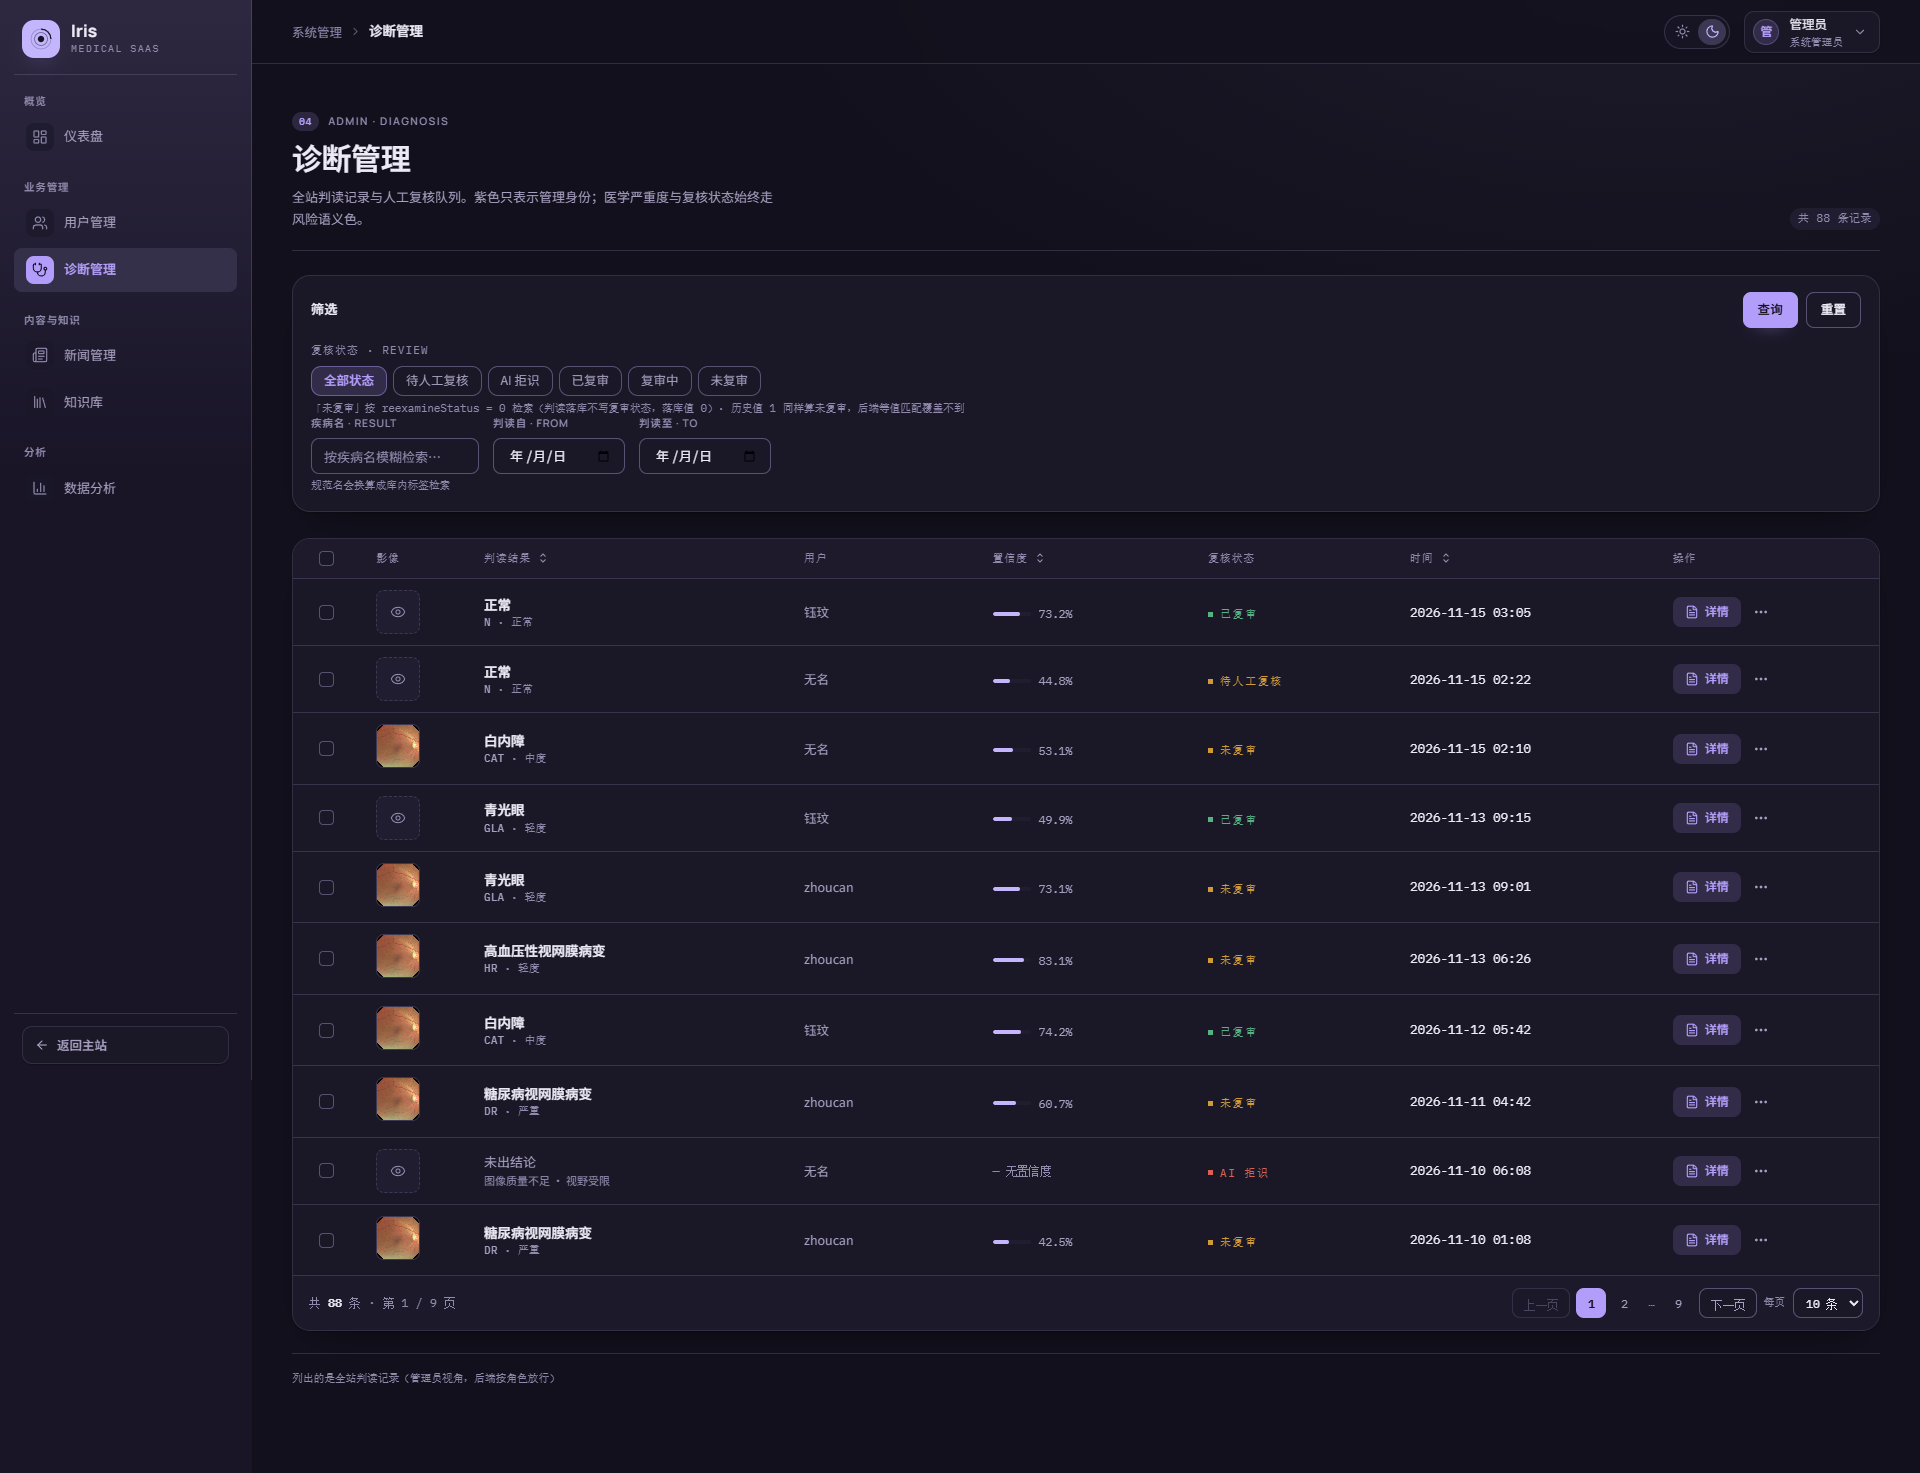 Iris
MEDICAL SAAS
概览
仪表盘
业务管理
用户管理
诊断管理
内容与知识
新闻管理
知识库
分析
数据分析
返回主站
系统管理 > 诊断管理
管 管理员
系统管理员
04 ADMIN · DIAGNOSIS
诊断管理
全站判读记录与人工复核队列。紫色只表示管理身份；医学严重度与复核状态始终走
风险语义色。
共 88 条记录
筛选
查询 重置
复核状态 · REVIEW
全部状态 待人工复核 AI 拒识 已复审 复审中 未复审
「未复审」按 reexamineStatus = 0 检索（判读落库不写复审状态，落库值 0）· 历史值 1 同样算未复审，后端等值匹配覆盖不到
疾病名 · RESULT 判读自 · FROM 判读至 · TO
按疾病名模糊检索… 年/月/日 年/月/日
规范名会换算成库内标签检索
影像 判读结果 用户 置信度 复核状态 时间 操作
正常
N · 正常
钰玟 73.2% 已复审 2026-11-15 03:05 详情
正常
N · 正常
无名 44.8% 待人工复核 2026-11-15 02:22 详情
白内障
CAT · 中度
无名 53.1% 未复审 2026-11-15 02:10 详情
青光眼
GLA · 轻度
钰玟 49.9% 已复审 2026-11-13 09:15 详情
青光眼
GLA · 轻度
zhoucan 73.1% 未复审 2026-11-13 09:01 详情
高血压性视网膜病变
HR · 轻度
zhoucan 83.1% 未复审 2026-11-13 06:26 详情
白内障
CAT · 中度
钰玟 74.2% 已复审 2026-11-12 05:42 详情
糖尿病视网膜病变
DR · 严重
zhoucan 60.7% 未复审 2026-11-11 04:42 详情
未出结论
图像质量不足 • 视野受限
无名 — 无置信度 AI 拒识 2026-11-10 06:08 详情
糖尿病视网膜病变
DR · 严重
zhoucan 42.5% 未复审 2026-11-10 01:08 详情
共 88 条 · 第 1 / 9 页
上一页 1 2 … 9 下一页 每页 10 条
列出的是全站判读记录（管理员视角，后端按角色放行）